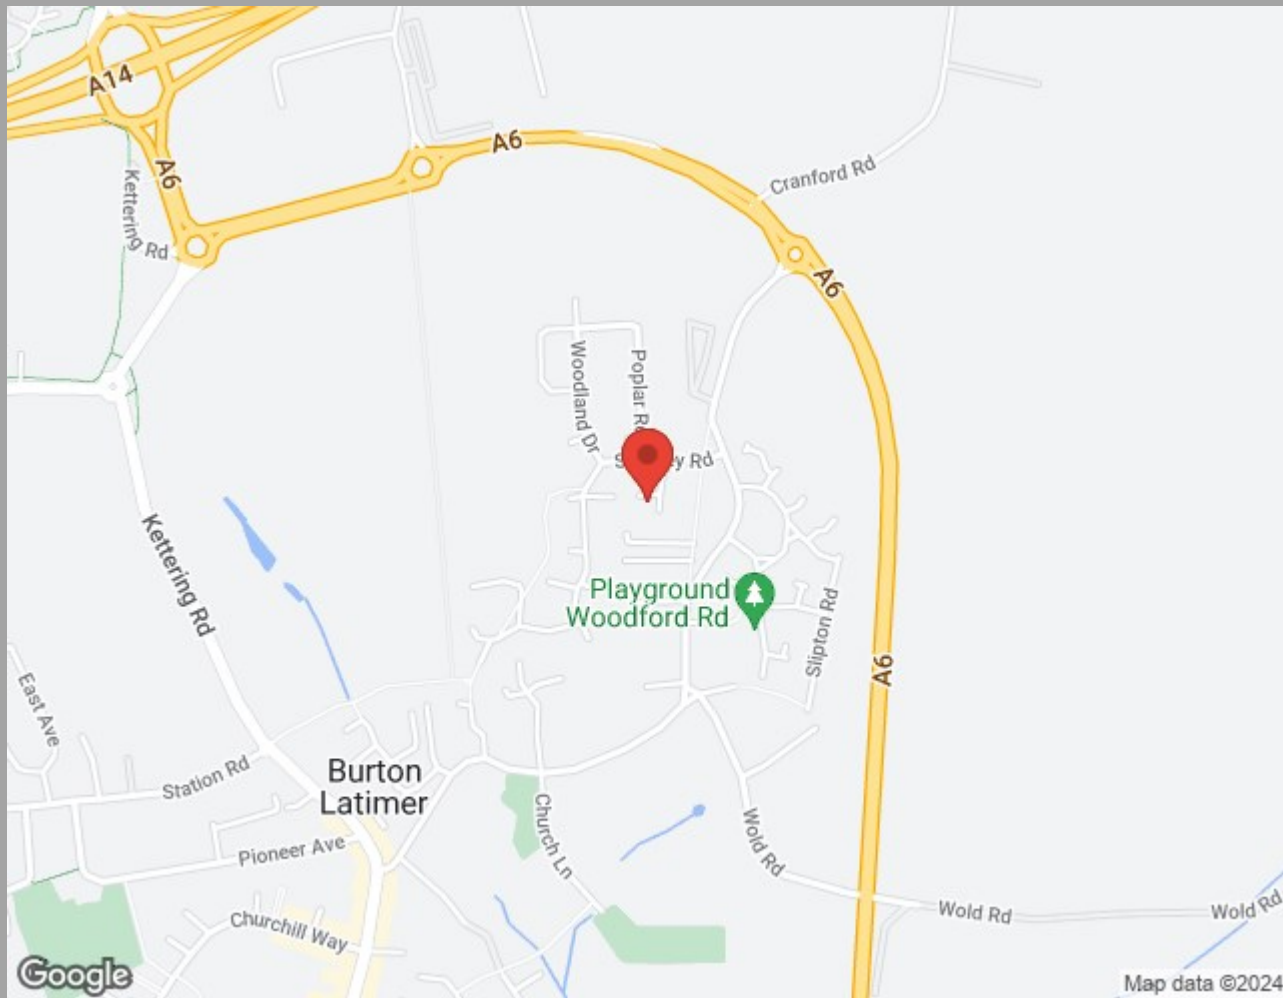 A14
A6
A6
Cranford Rd
Kettering Rd
A6
Woodland Dr
Poplar Rd
Rd
Kettering Rd
Playground
Woodford Rd
Slipton Rd
A6
East Ave
Station Rd
Burton
Latimer
Pioneer Ave
Church Ln
Wold Rd
Churchill Way
Wold Rd
Wold Rd
Google
Map data ©2024